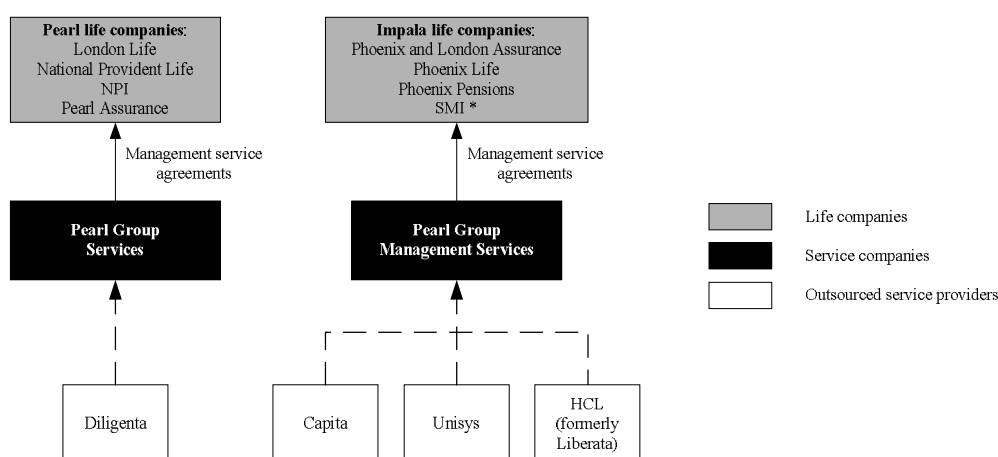 Pearl life companies:
London Life
National Provident Life
NPI
Pearl Assurance
Impala life companies:
Phoenix and London Assurance
Phoenix Life
Phoenix Pensions
SMI *
Management service
agreements
Management service
agreements
Pearl Group
Services
Pearl Group
Management Services
Life companies
Service companies
Outsourced service providers
Diligenta
Capita
Unisys
HCL
(formerly
Liberata)